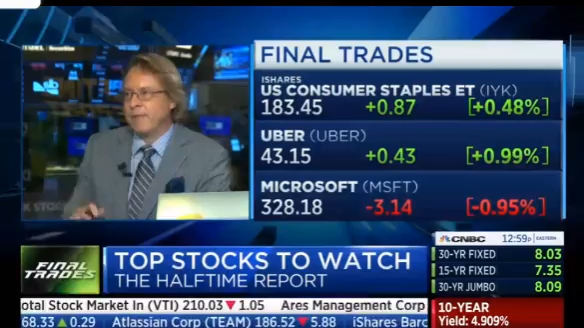 FINAL TRADES
ISHARES
US CONSUMER STAPLES ET (IYK)
183.45 +0.87 [+0.48%]
UBER (UBER)
43.15 +0.43 [+0.99%]
MICROSOFT (MSFT)
328.18 -3.14 [-0.95%]
FINAL
TRADES
TOP STOCKS TO WATCH
THE HALFTIME REPORT
CNBC 12:59p EASTERN
30-YR FIXED 8.03
15-YR FIXED 7.35
30-YR JUMBO 8.09
10-YEAR
Yield: 4.909%
otal Stock Market In (VTI) 210.03 ▼ 1.05 Ares Management Corp
68.33 ▲ 0.29 Atlassian Corp (TEAM) 186.52 ▼ 5.88 iShares Barc